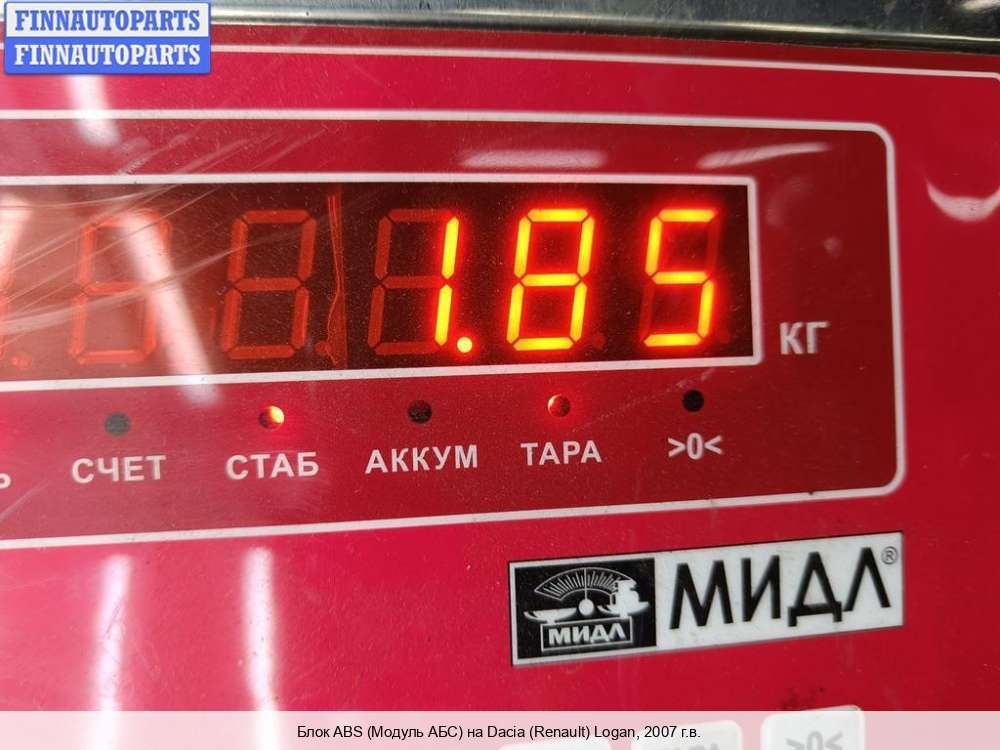 FINNAUTOPARTS
FINNAUTOPARTS
1.85
КГ
СЧЕТ СТАБ АККУМ ТАРА >0<
МИДЛ
МИДЛ®
>0<
Блок ABS (Модуль АБС) на Dacia (Renault) Logan, 2007 г.в.